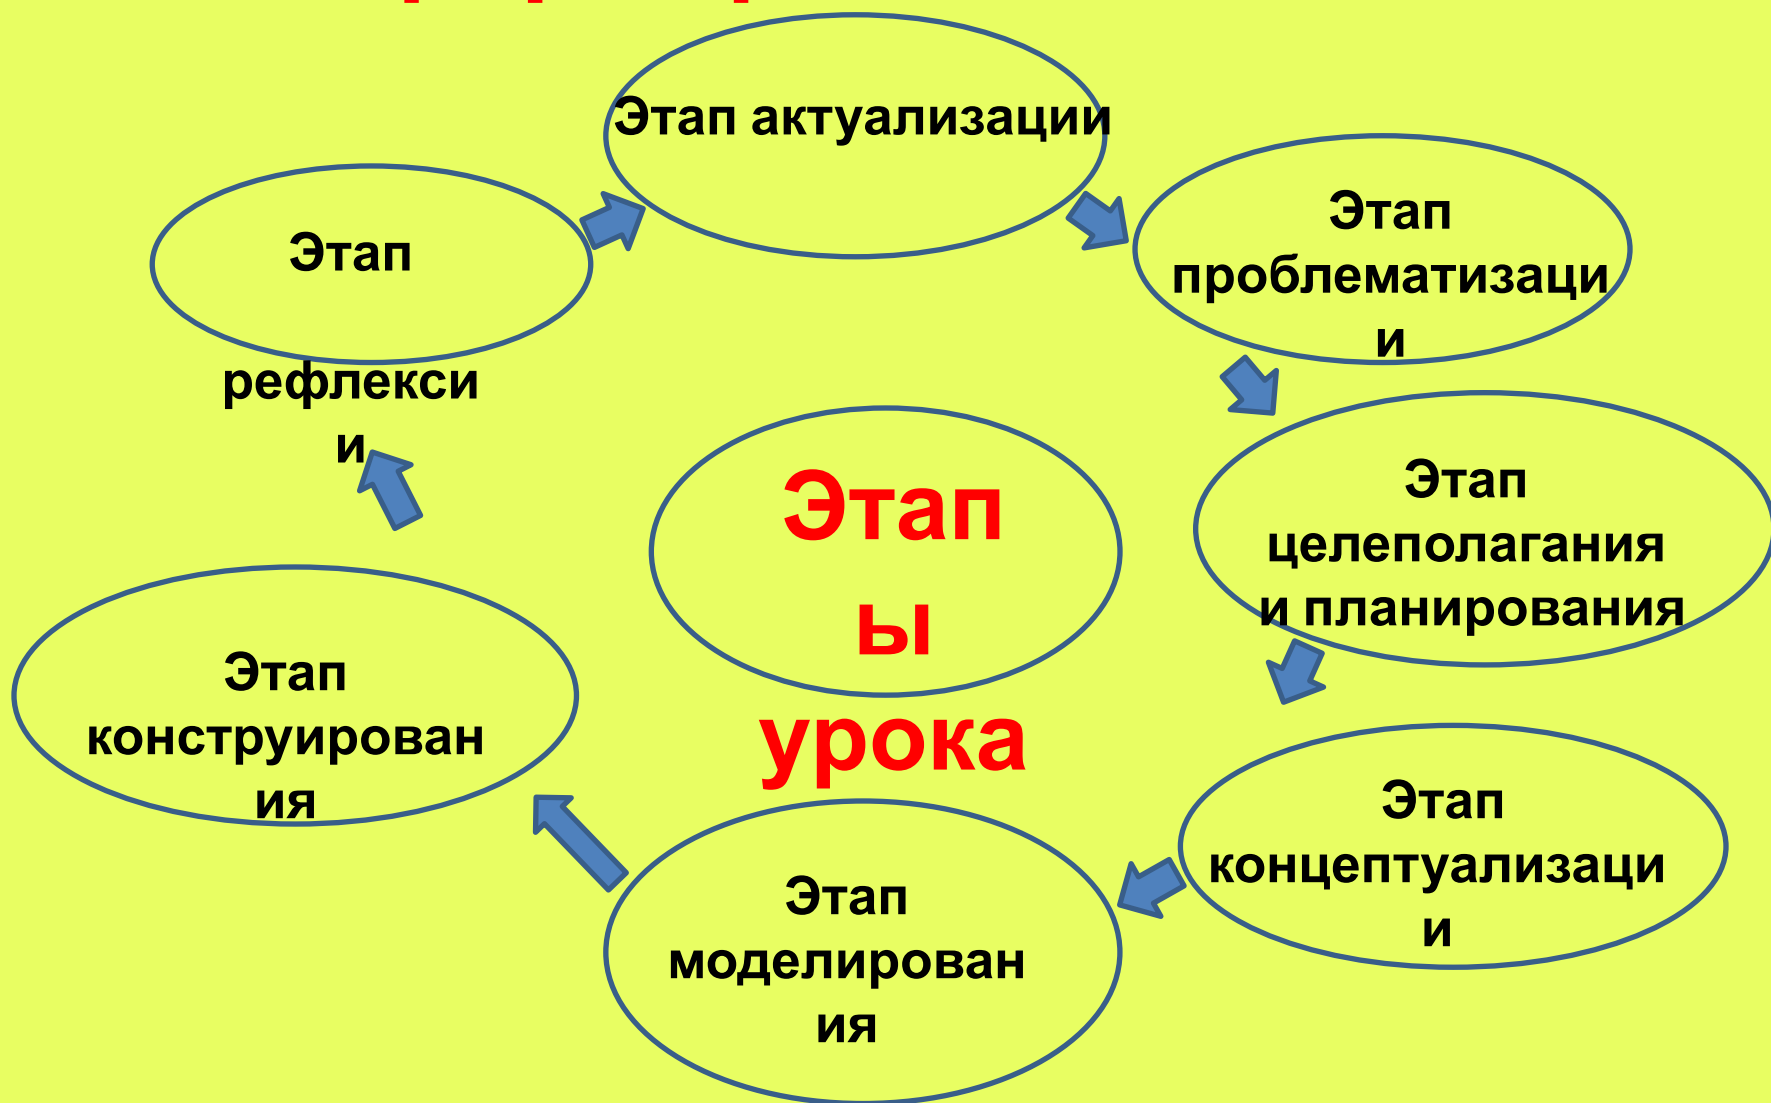 Этап актуализации
Этап
проблематизаци
и
Этап
целеполагания
и планирования
Этап
концептуализаци
и
Этап
моделирован
ия
Этап
конструирован
ия
Этап
рефлекси
и
Этап
ы
урока